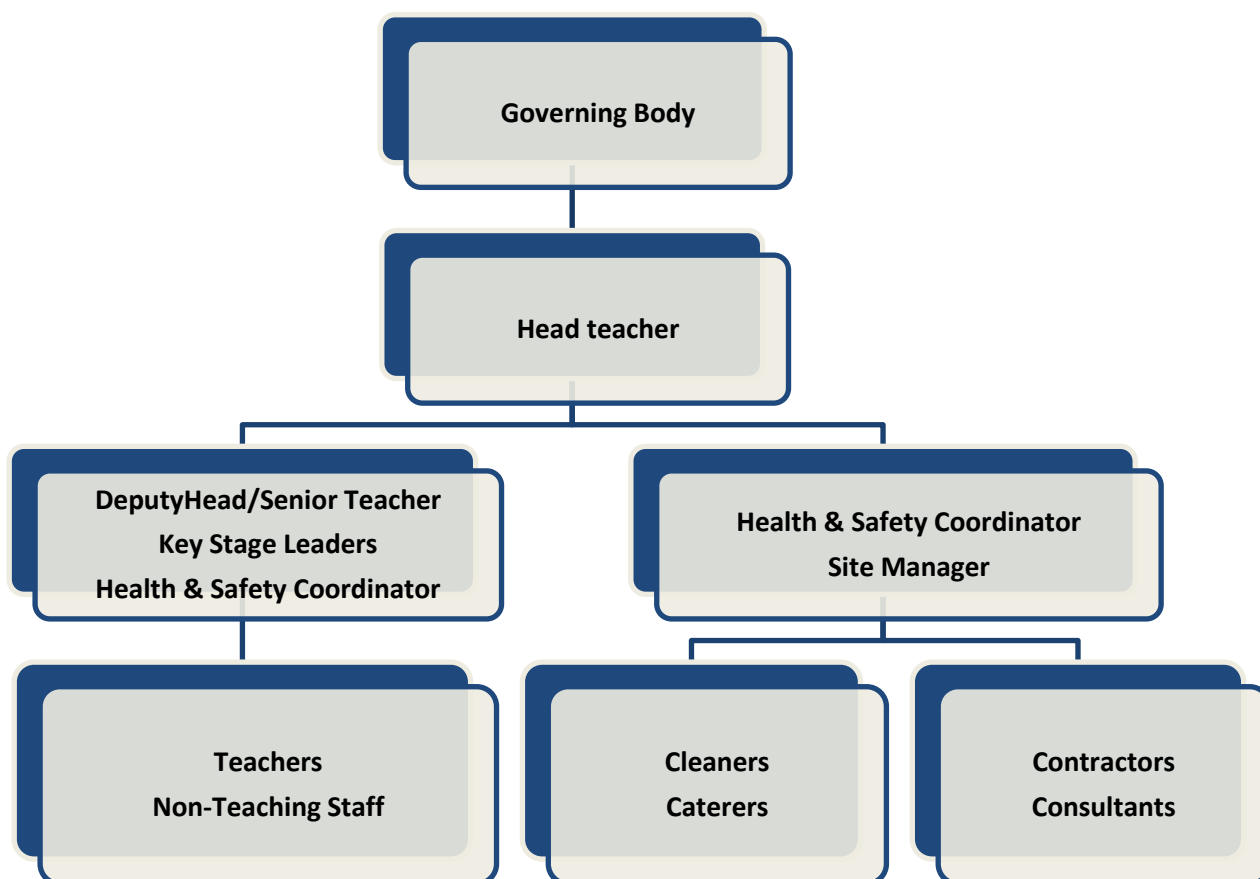 Governing Body
Head teacher
DeputyHead/Senior Teacher
Key Stage Leaders
Health & Safety Coordinator
Health & Safety Coordinator
Site Manager
Teachers
Non-Teaching Staff
Cleaners
Caterers
Contractors
Consultants